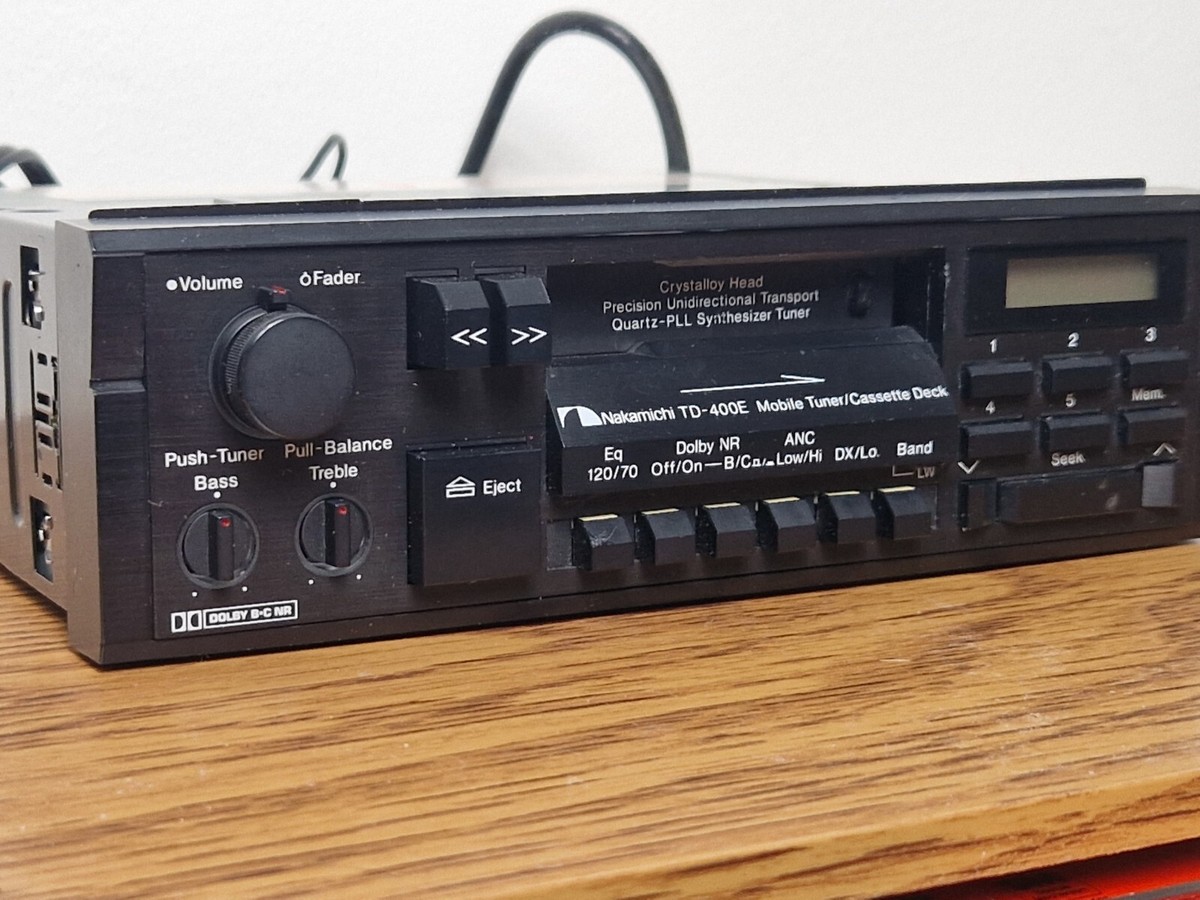 Volume
Fader
Push-Tuner
Pull-Balance
Bass
Treble
DOLBY B·C NR
<< >>
Eject
Crystalloy Head
Precision Unidirectional Transport
Quartz-PLL Synthesizer Tuner
Nakamichi TD-400E Mobile Tuner/Cassette Deck
Eq
120/70
Dolby NR
Off/On—B/C
ANC
Low/Hi
DX/Lo.
Band
LW
1 2 3
4 5 Mem.
Seek